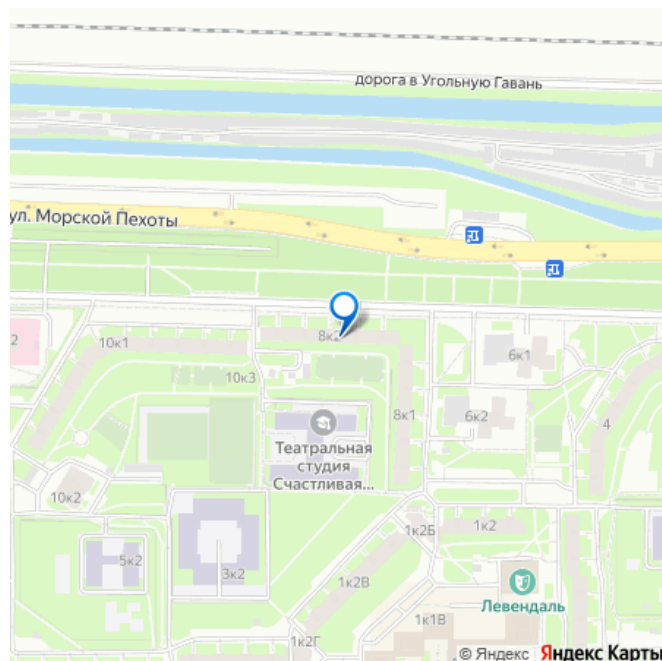 дорога в Угольную Гавань
ул. Морской Пехоты
2
10к1
8к2
6к1
10к3
8к1
6к2
4
Театральная
студия
Счастливая...
10к2
1к2Б
1к2
5к2
3к2
1к2В
Левендаль
1к1В
1к2Г
© Яндекс Яндекс Карты